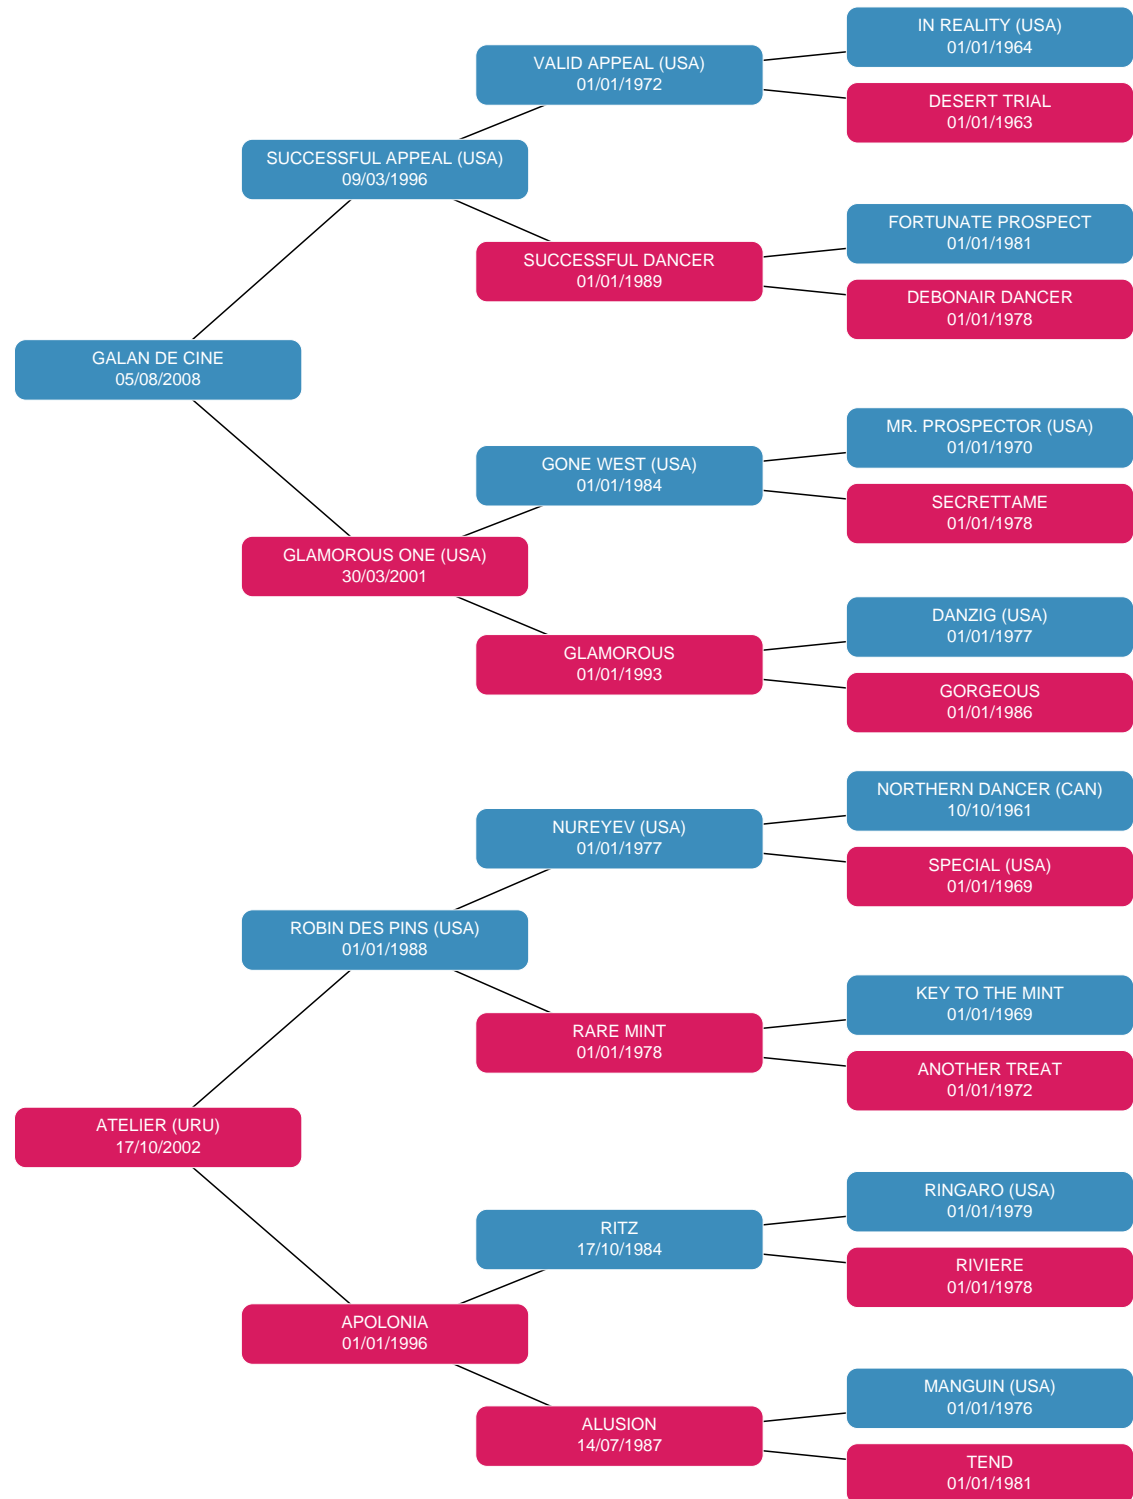 IN REALITY (USA)
01/01/1964
VALID APPEAL (USA)
01/01/1972
DESERT TRIAL
01/01/1963
SUCCESSFUL APPEAL (USA)
09/03/1996
FORTUNATE PROSPECT
01/01/1981
SUCCESSFUL DANCER
01/01/1989
DEBONAIR DANCER
01/01/1978
GALAN DE CINE
05/08/2008
MR. PROSPECTOR (USA)
01/01/1970
GONE WEST (USA)
01/01/1984
SECRETTAME
01/01/1978
GLAMOROUS ONE (USA)
30/03/2001
DANZIG (USA)
01/01/1977
GLAMOROUS
01/01/1993
GORGEOUS
01/01/1986
NORTHERN DANCER (CAN)
10/10/1961
NUREYEV (USA)
01/01/1977
SPECIAL (USA)
01/01/1969
ROBIN DES PINS (USA)
01/01/1988
KEY TO THE MINT
01/01/1969
RARE MINT
01/01/1978
ANOTHER TREAT
01/01/1972
ATELIER (URU)
17/10/2002
RINGARO (USA)
01/01/1979
RITZ
17/10/1984
RIVIERE
01/01/1978
APOLONIA
01/01/1996
MANGUIN (USA)
01/01/1976
ALUSION
14/07/1987
TEND
01/01/1981